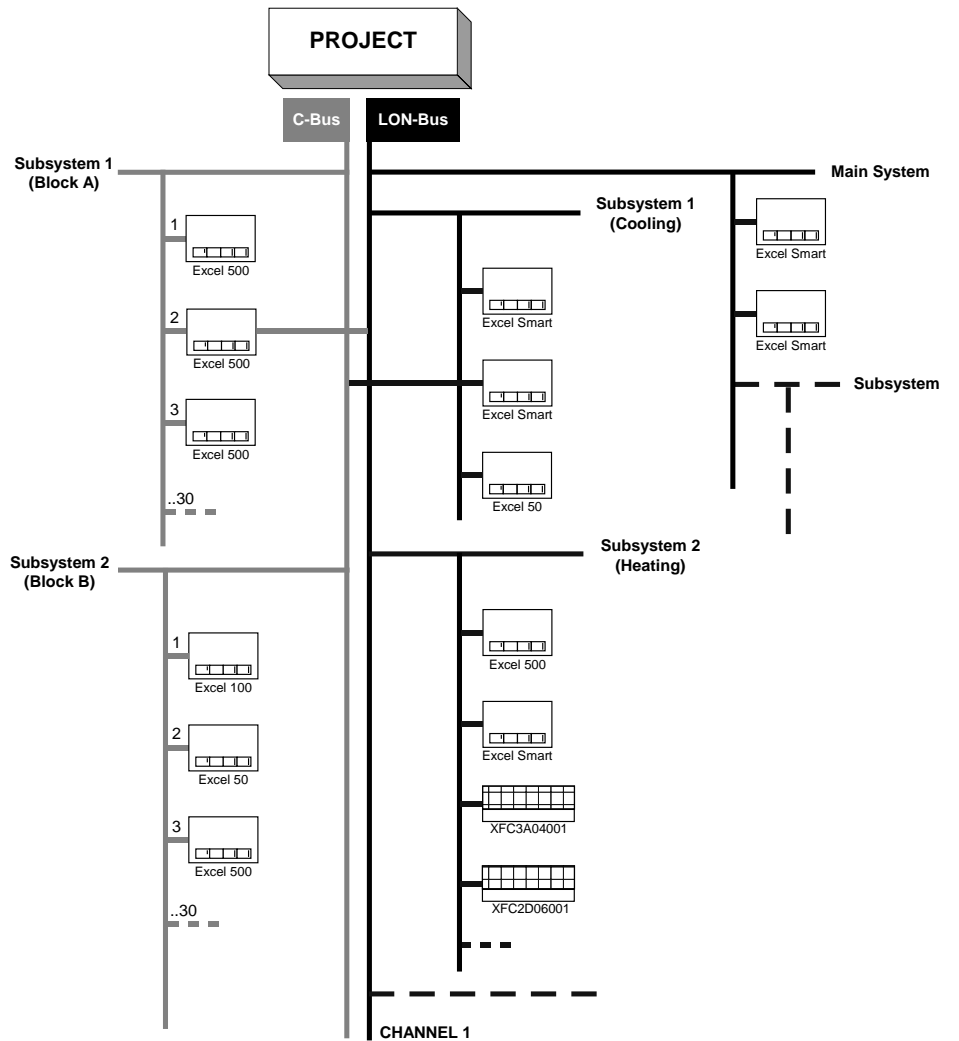 PROJECT
C-Bus
LON-Bus
Subsystem 1
(Block A)
1
Excel 500
2
Excel 500
3
Excel 500
..30
Subsystem 2
(Block B)
1
Excel 100
2
Excel 50
3
Excel 500
..30
Main System
Excel Smart
Excel Smart
Subsystem
Subsystem 1
(Cooling)
Excel Smart
Excel Smart
Excel 50
Subsystem 2
(Heating)
Excel 500
Excel Smart
XFC3A04001
XFC2D06001
CHANNEL 1